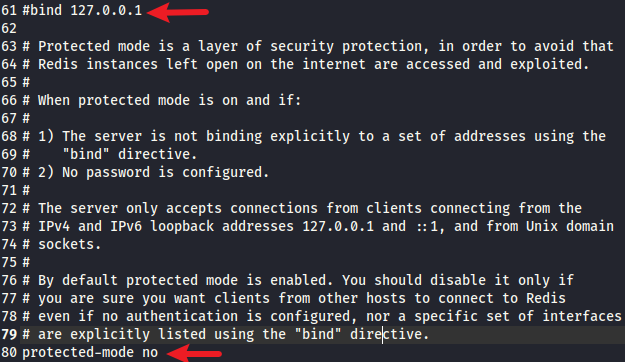 61 #bind 127.0.0.1
62
63 # Protected mode is a layer of security protection, in order to avoid that
64 # Redis instances left open on the internet are accessed and exploited.
65 #
66 # When protected mode is on and if:
67 #
68 # 1) The server is not binding explicitly to a set of addresses using the
69 #    "bind" directive.
70 # 2) No password is configured.
71 #
72 # The server only accepts connections from clients connecting from the
73 # IPv4 and IPv6 loopback addresses 127.0.0.1 and ::1, and from Unix domain
74 # sockets.
75 #
76 # By default protected mode is enabled. You should disable it only if
77 # you are sure you want clients from other hosts to connect to Redis
78 # even if no authentication is configured, nor a specific set of interfaces
79 # are explicitly listed using the "bind" directive.
80 protected-mode no